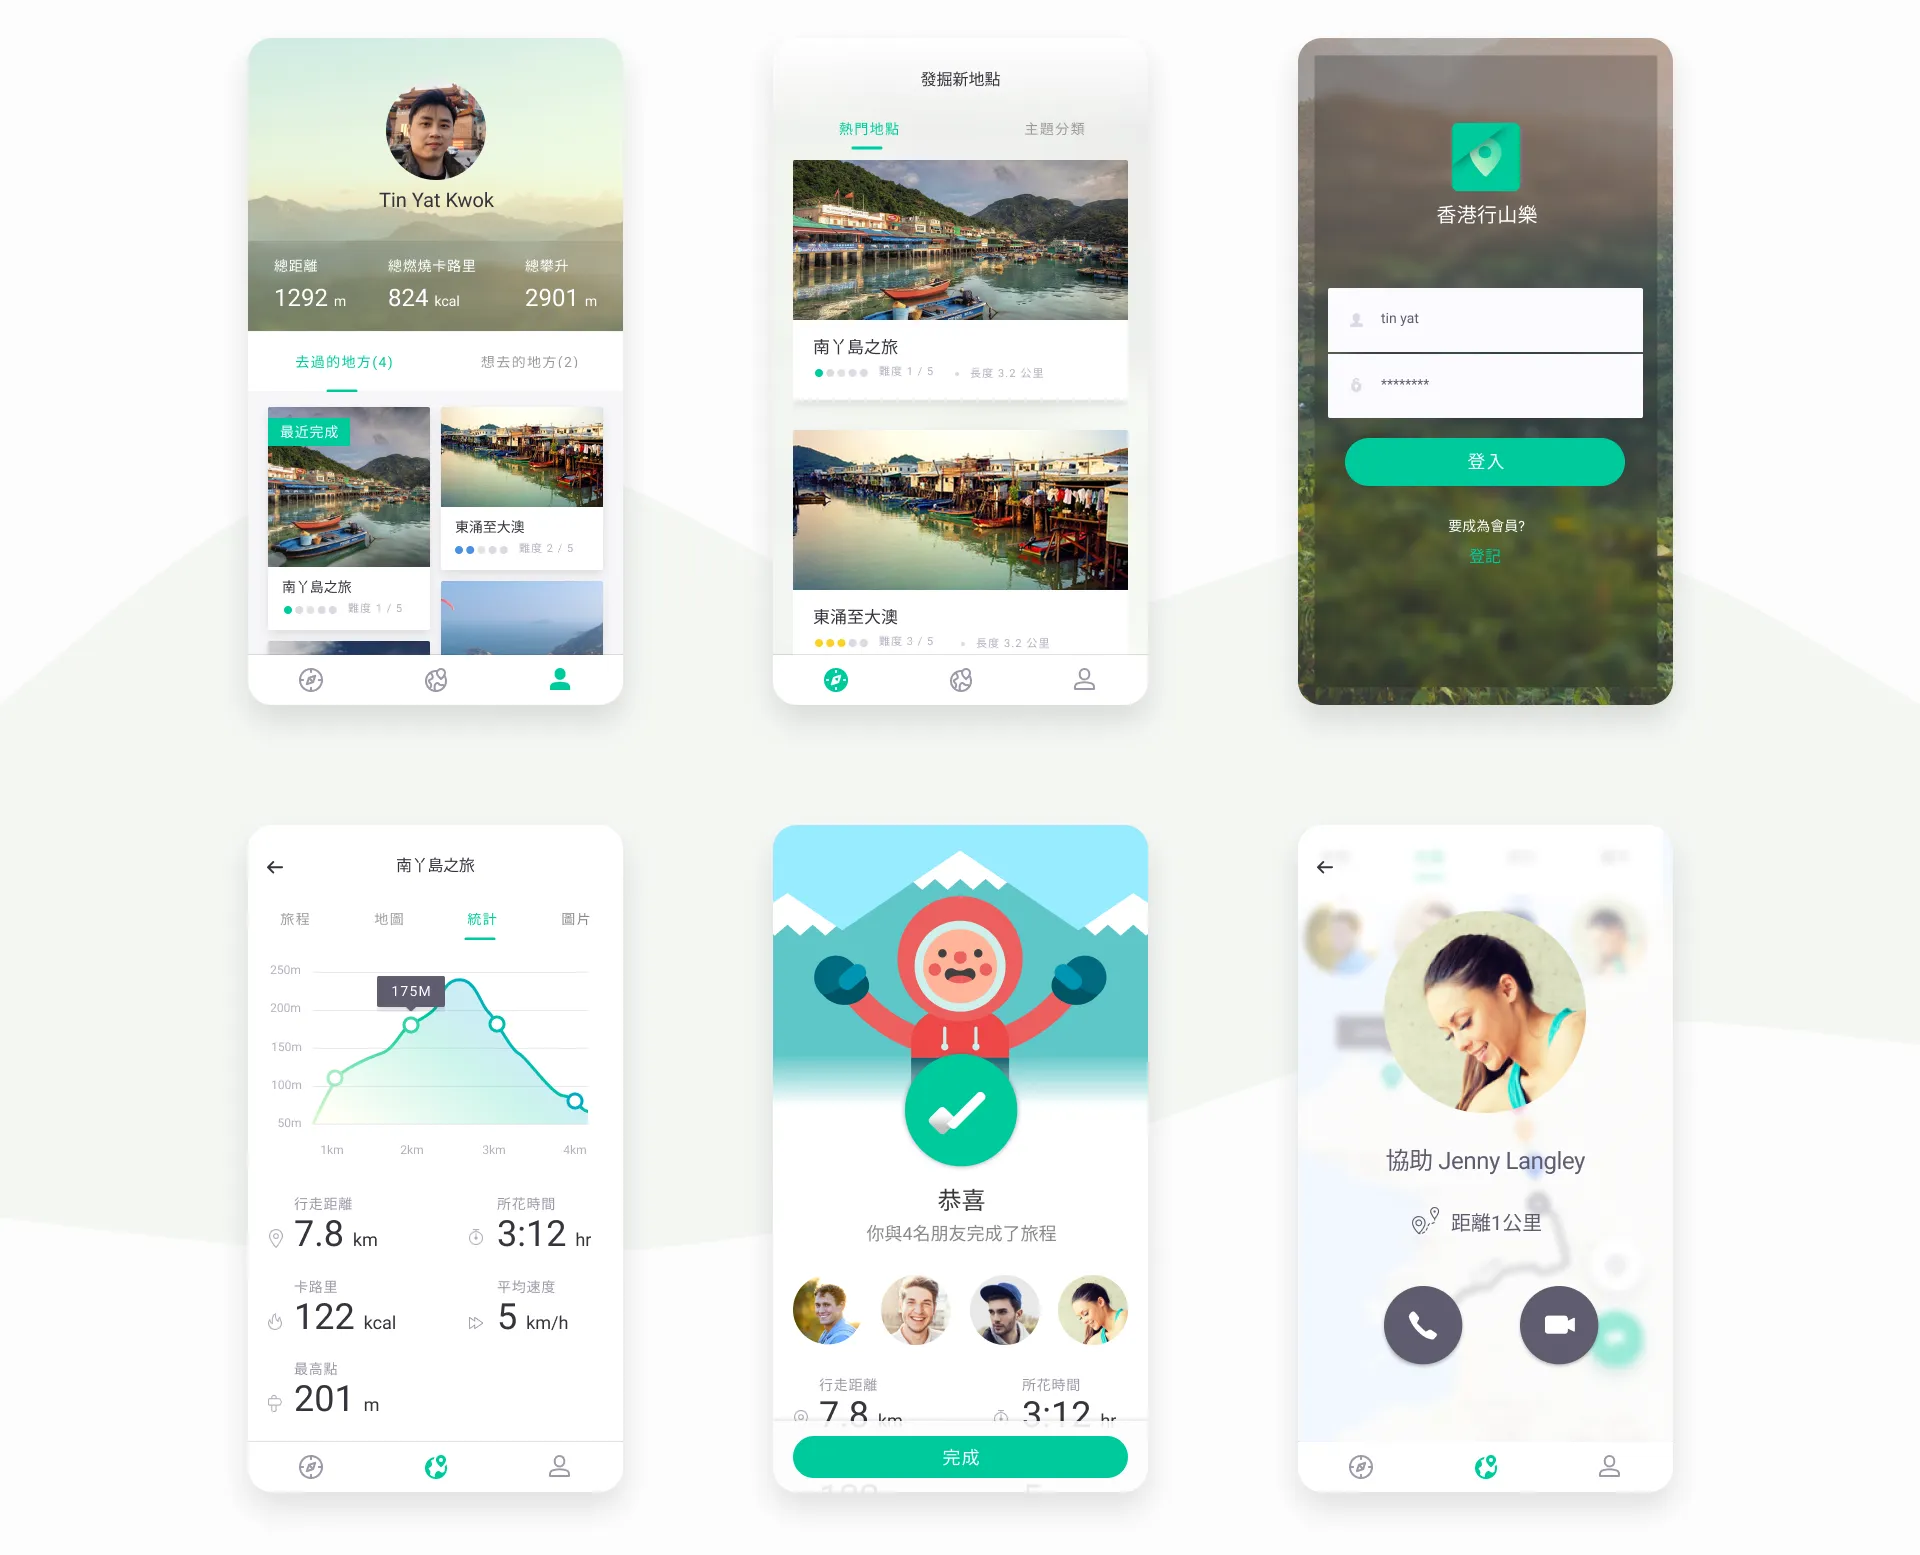 Tin Yat Kwok
總距離 總燃燒卡路里 總攀升
1292 m 824 kcal 2901 m
去過的地方(4) 想去的地方(2)
最近完成
南丫島之旅
難度 1 / 5
東涌至大澳
難度 2 / 5
發掘新地點
熱門地點 主題分類
南丫島之旅
難度 1 / 5 長度 3.2 公里
東涌至大澳
難度 3 / 5 長度 3.2 公里
香港行山樂
tin yat
********
登入
要成為會員?
登記
南丫島之旅
旅程 地圖 統計 圖片
250m
200m
150m
100m
50m
175M
1km 2km 3km 4km
行走距離 所花時間
7.8 km 3:12 hr
卡路里 平均速度
122 kcal 5 km/h
最高點
201 m
恭喜
你與4名朋友完成了旅程
行走距離 所花時間
7.8 km 3:12 hr
完成
協助 Jenny Langley
距離1公里